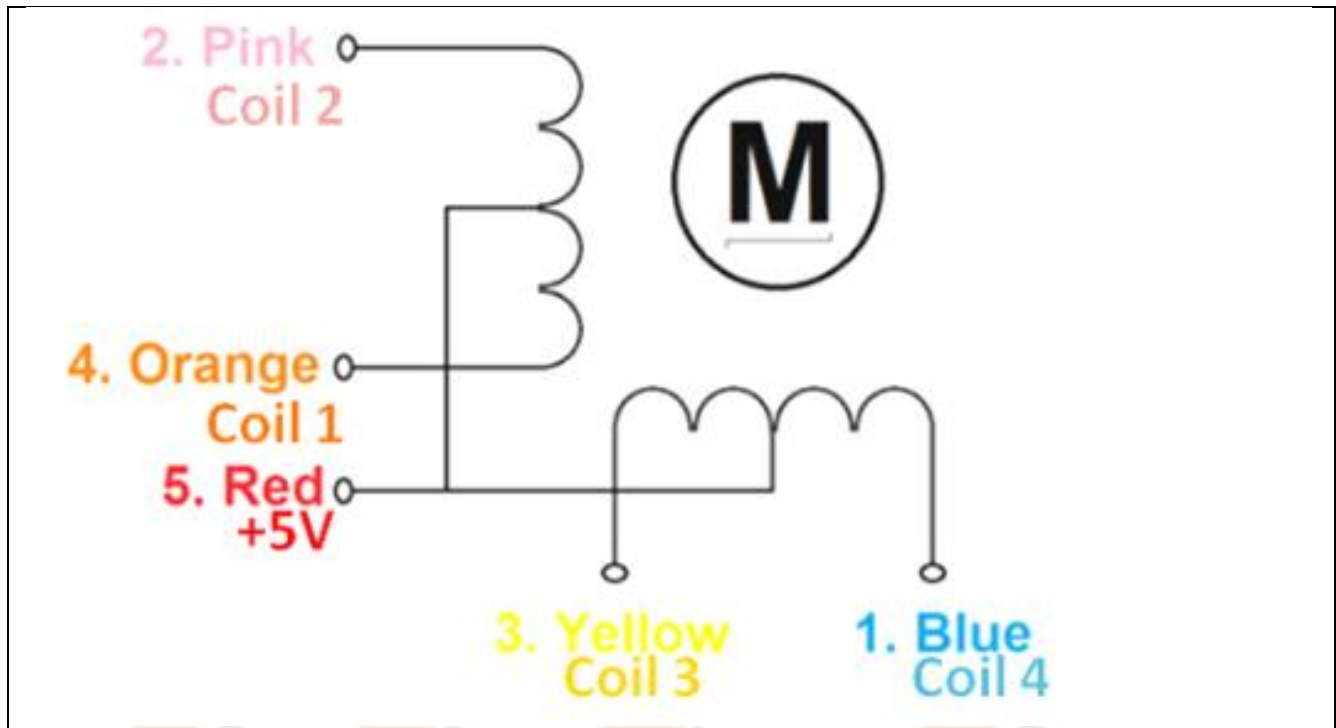 2. Pink
Coil 2
M
4. Orange
Coil 1
5. Red
+5V
3. Yellow
Coil 3
1. Blue
Coil 4